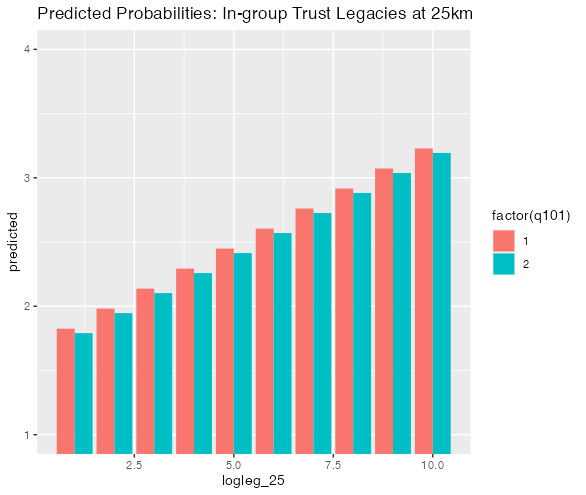 Predicted Probabilities: In-group Trust Legacies at 25km
4
3
2
1
predicted
2.5
5.0
7.5
10.0
logleg_25
factor(q101)
1
2